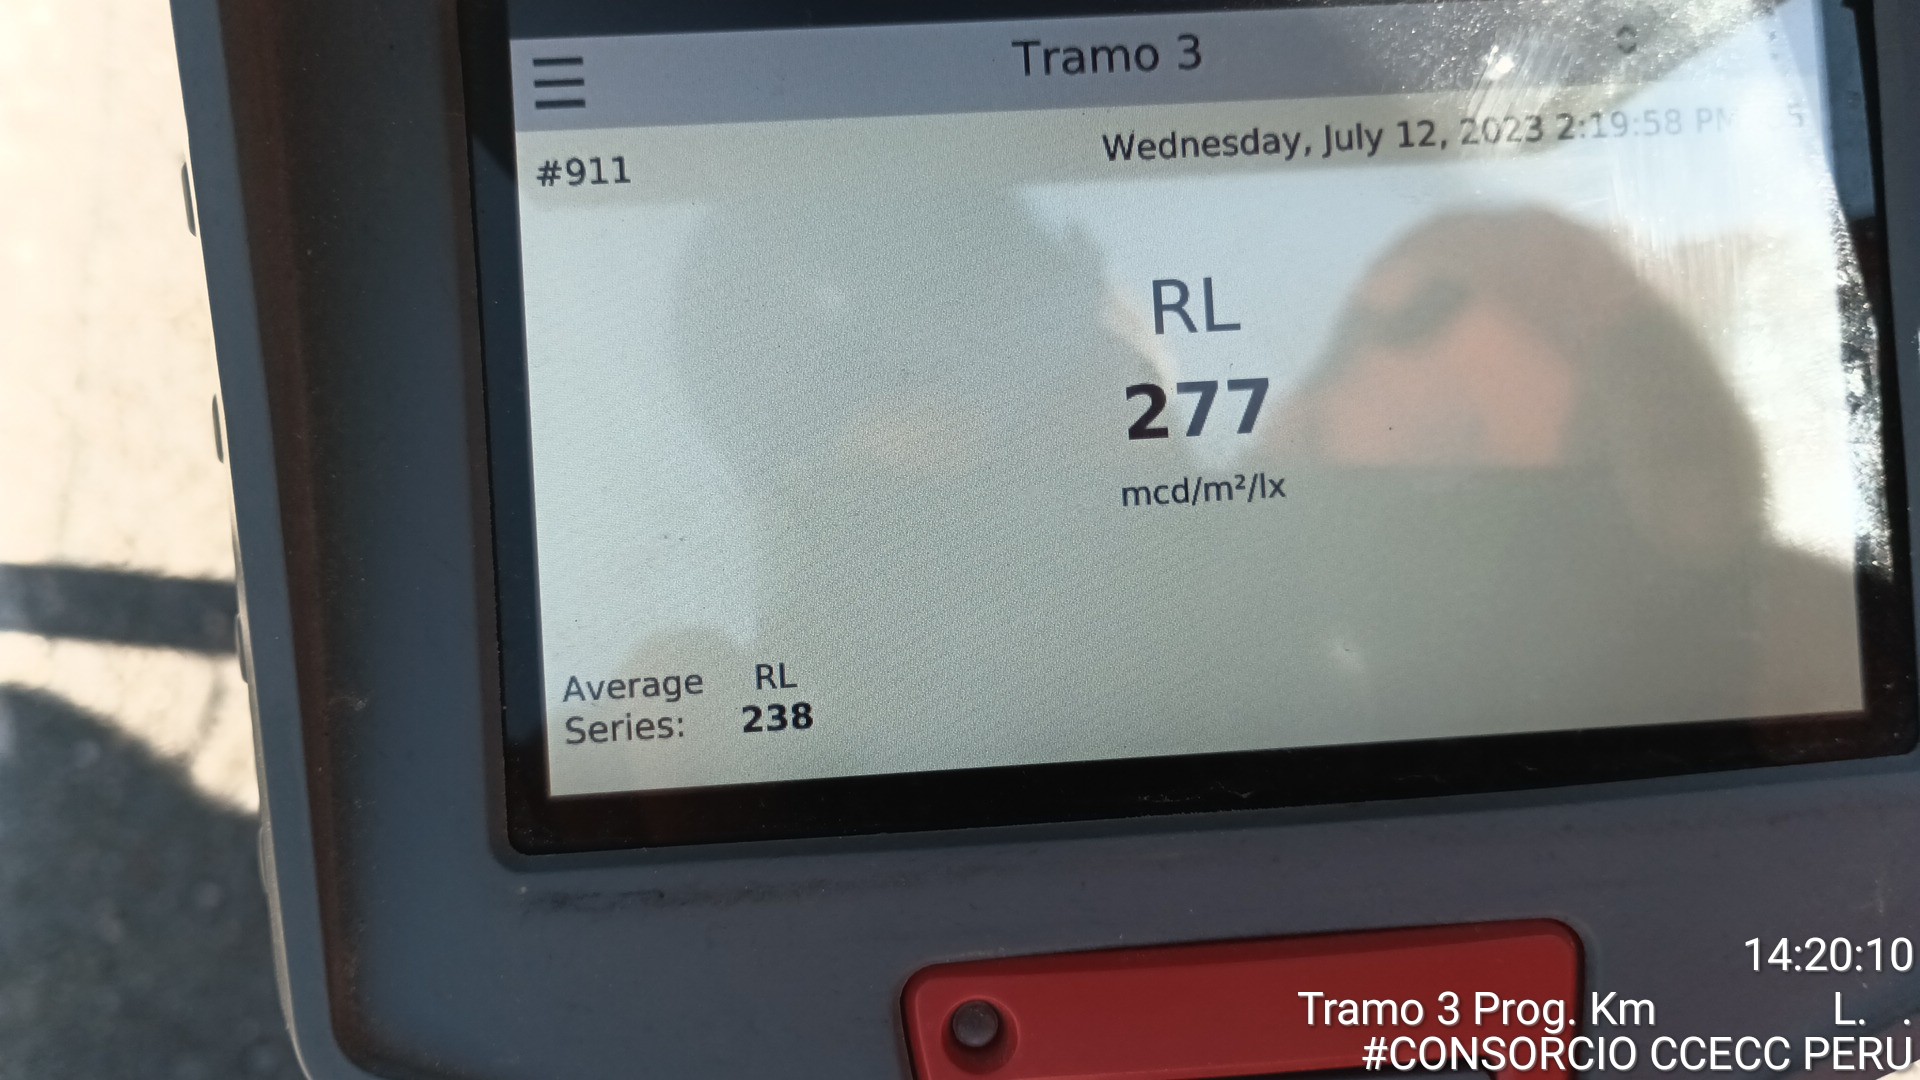 Tramo 3
#911
Wednesday, July 12, 2023 2:19:58 PM
RL
277
mcd/m²/lx
Average RL
Series: 238
14:20:10
Tramo 3 Prog. Km L. .
#CONSORCIO CCECC PERU